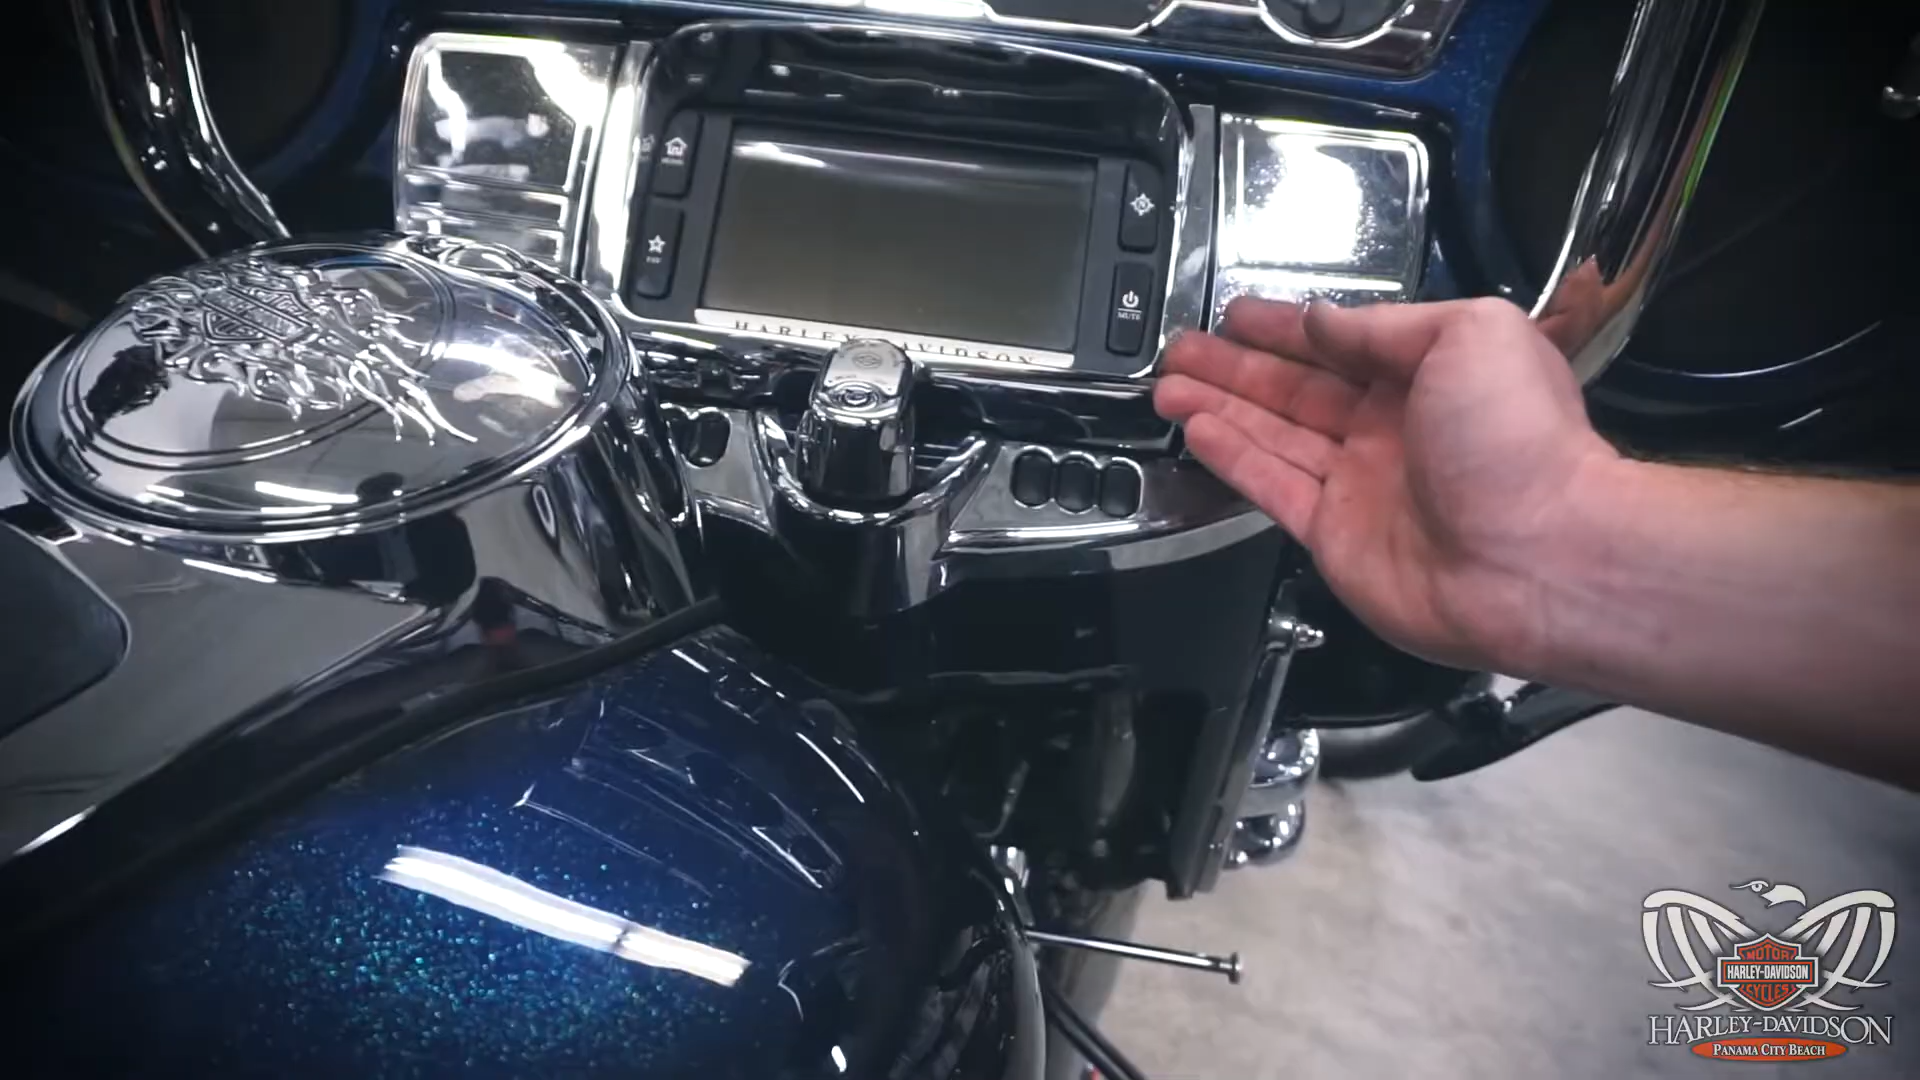 HOME
FAV
MUTE
HARLEY-DAVIDSON
MOTOR
HARLEY-DAVIDSON
CYCLES
HARLEY-DAVIDSON
PANAMA CITY BEACH